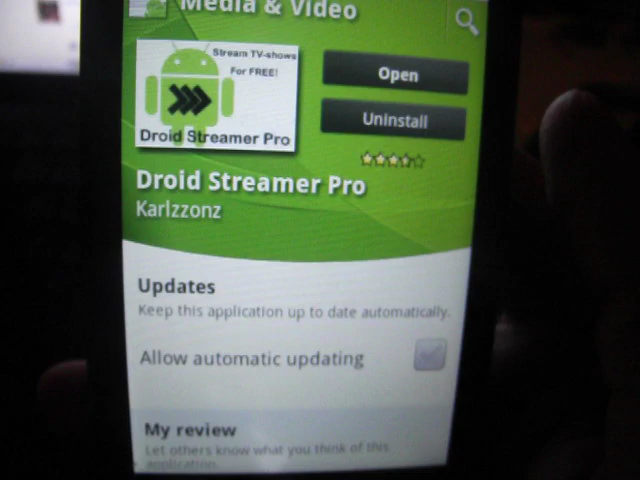 Media & Video
Stream TV-shows
For FREE!
Droid Streamer Pro
Open
Uninstall
Droid Streamer Pro
Karlzzonz
Updates
Keep this application up to date automatically.
Allow automatic updating
My review
Let others know what you think of this
application.